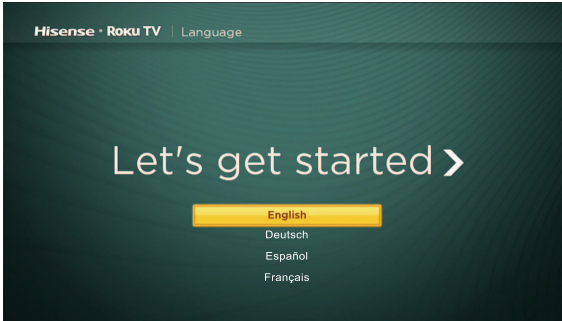 Hisense • Roku TV | Language
Let's get started >
English
Deutsch
Español
Français